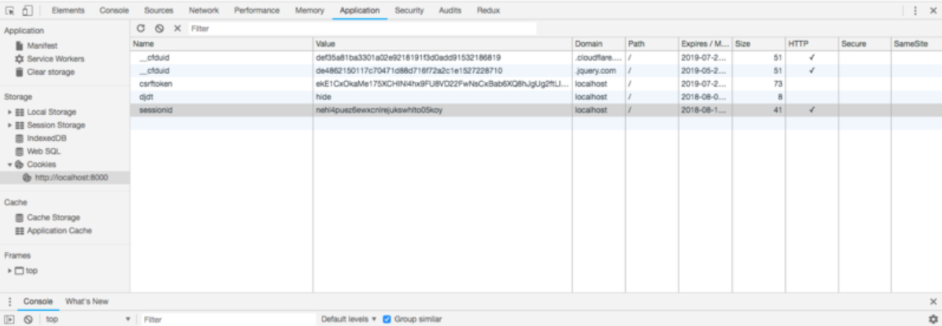 Elements Console Sources Network Performance Memory Application Security Audits Redux
Application
Manifest
Service Workers
Clear storage
Storage
Local Storage
Session Storage
IndexedDB
Web SQL
Cookies
http://localhost:8000
Cache
Cache Storage
Application Cache
Frames
top
Filter
Name Value Domain Path Expires / M... Size HTTP Secure SameSite
__cfduid .cloudflare.... / 2019-07-2... 51 ✓
__cfduid .jquery.com / 2019-05-2... 51 ✓
csrftoken localhost / 2019-07-2... 73
djdt hide localhost / 2018-08-0... 8
sessionid localhost / 2018-08-1... 41 ✓
Console What's New
top Filter Default levels Group similar